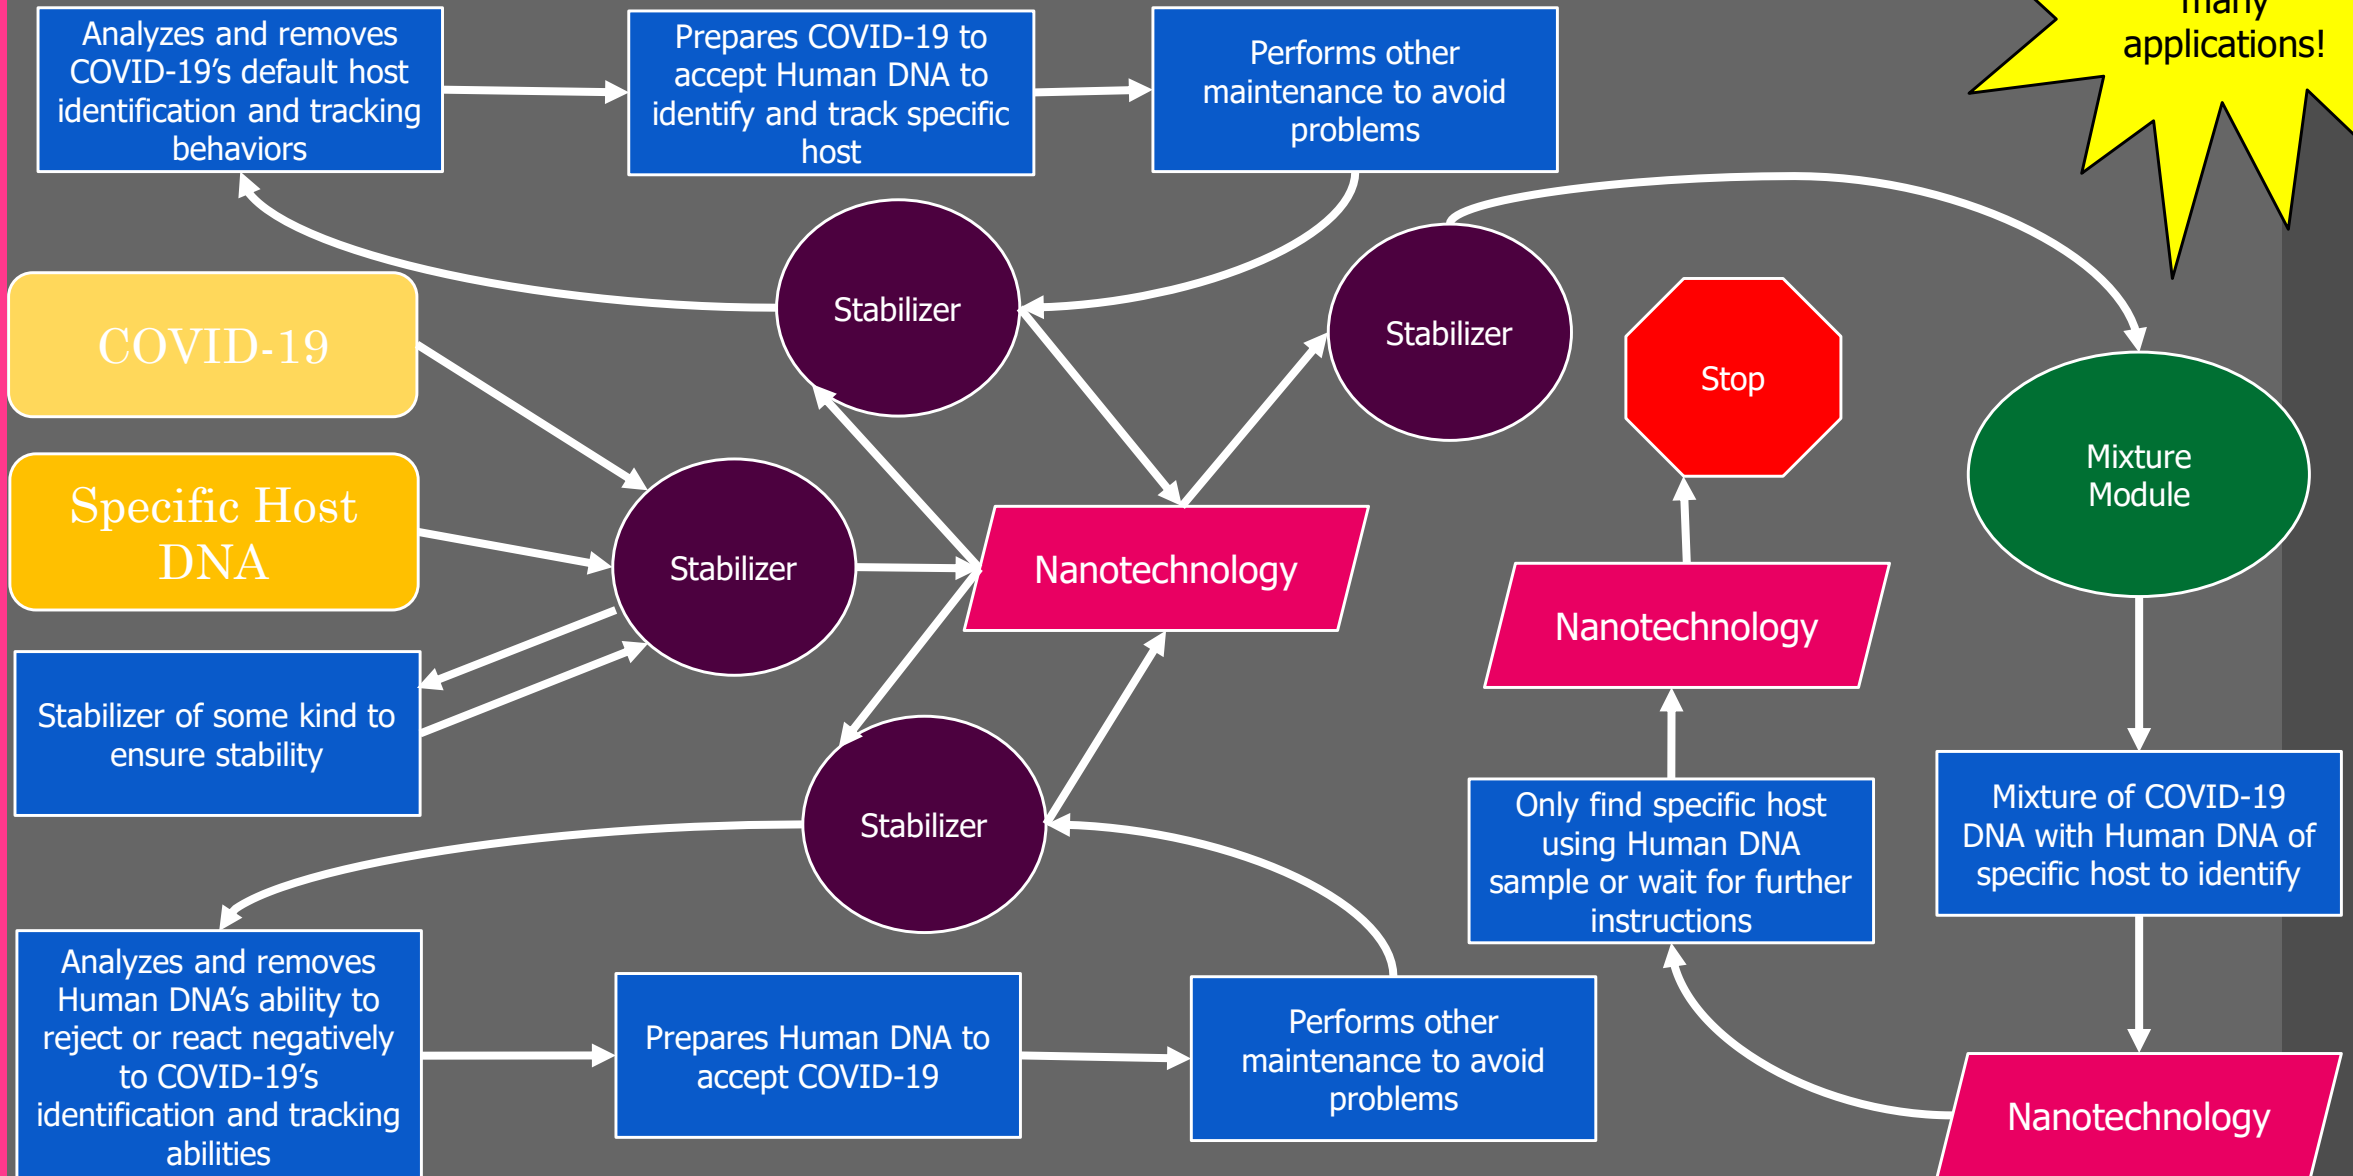 many
applications!
Analyzes and removes
COVID-19’s default host
identification and tracking
behaviors
Prepares COVID-19 to
accept Human DNA to
identify and track specific
host
Performs other
maintenance to avoid
problems
Stabilizer
Stabilizer
COVID-19
Stop
Mixture
Module
Specific Host
DNA
Stabilizer
Nanotechnology
Nanotechnology
Stabilizer of some kind to
ensure stability
Stabilizer
Only find specific host
using Human DNA
sample or wait for further
instructions
Mixture of COVID-19
DNA with Human DNA of
specific host to identify
Analyzes and removes
Human DNA’s ability to
reject or react negatively
to COVID-19’s
identification and tracking
abilities
Prepares Human DNA to
accept COVID-19
Performs other
maintenance to avoid
problems
Nanotechnology